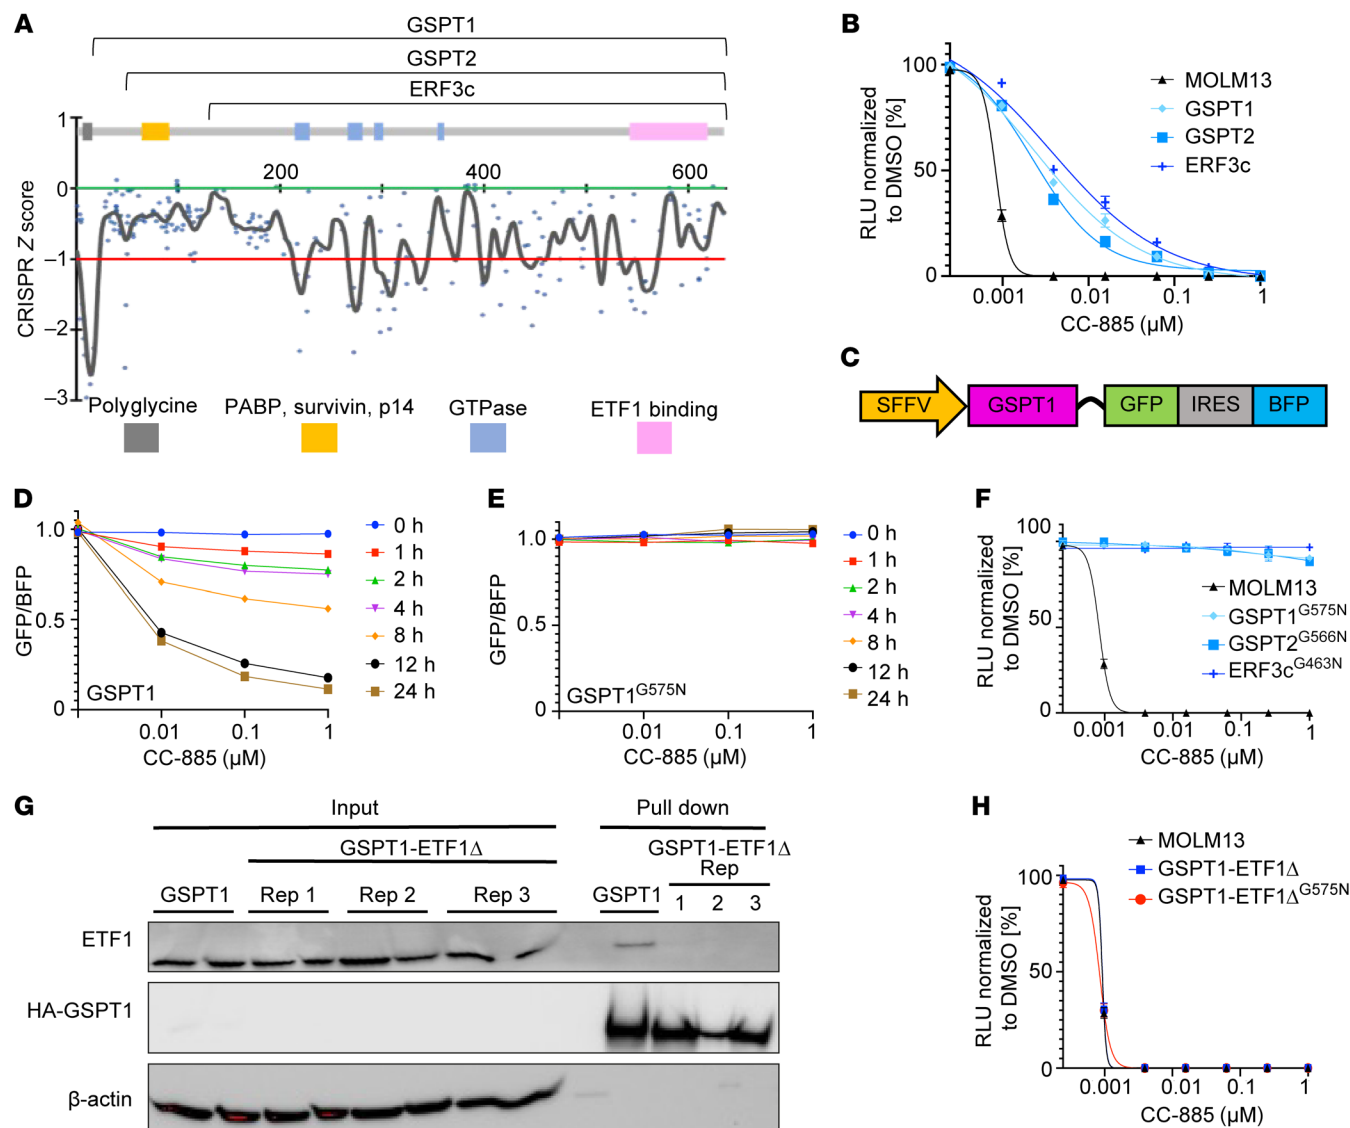 A
GSPT1
GSPT2
ERF3c
1
0
−1
−2
−3
200
400
600
CRISPR Z score
Polyglycine
PABP, survivin, p14
GTPase
ETF1 binding
B
100
50
0
RLU normalized
to DMSO [%]
0.001
0.01
0.1
1
CC-885 (µM)
MOLM13
GSPT1
GSPT2
ERF3c
C
SFFV
GSPT1
GFP
IRES
BFP
D
1.0
0.5
0
GFP/BFP
GSPT1
0.01
0.1
1
CC-885 (µM)
0 h
1 h
2 h
4 h
8 h
12 h
24 h
E
1.0
0.5
0
GFP/BFP
GSPT1G575N
0.01
0.1
1
CC-885 (µM)
0 h
1 h
2 h
4 h
8 h
12 h
24 h
F
100
50
0
RLU normalized
to DMSO [%]
MOLM13
GSPT1G575N
GSPT2G566N
ERF3cG463N
0.001
0.01
0.1
1
CC-885 (µM)
G
Input
Pull down
GSPT1-ETF1Δ
GSPT1-ETF1Δ
Rep
GSPT1
Rep 1
Rep 2
Rep 3
GSPT1
1
2
3
ETF1
HA-GSPT1
β-actin
H
MOLM13
GSPT1-ETF1Δ
GSPT1-ETF1ΔG575N
100
50
0
RLU normalized
to DMSO [%]
0.001
0.01
0.1
1
CC-885 (µM)